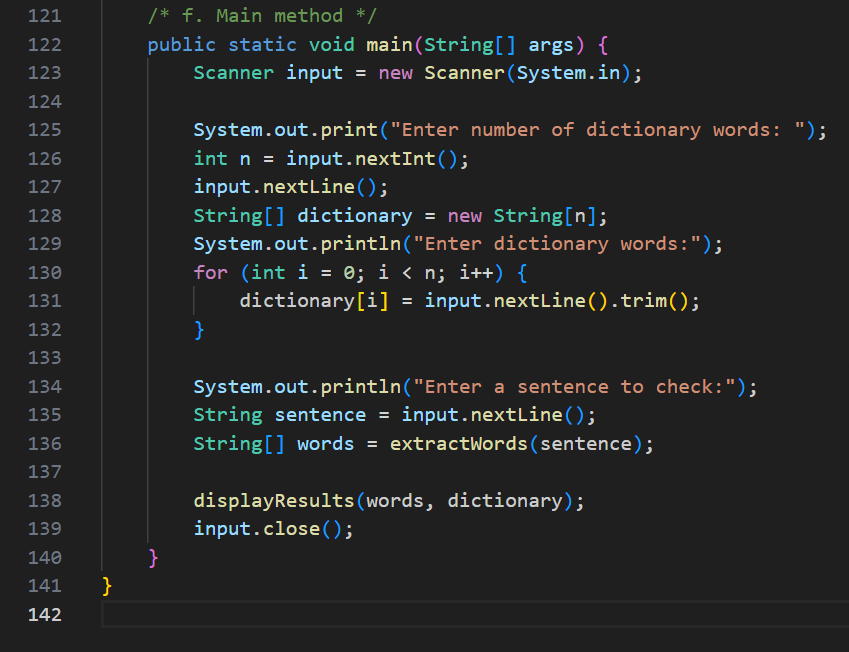 121 /* f. Main method */
122 public static void main(String[] args) {
123 Scanner input = new Scanner(System.in);
124
125 System.out.print("Enter number of dictionary words: ");
126 int n = input.nextInt();
127 input.nextLine();
128 String[] dictionary = new String[n];
129 System.out.println("Enter dictionary words:");
130 for (int i = 0; i < n; i++) {
131 dictionary[i] = input.nextLine().trim();
132 }
133
134 System.out.println("Enter a sentence to check:");
135 String sentence = input.nextLine();
136 String[] words = extractWords(sentence);
137
138 displayResults(words, dictionary);
139 input.close();
140 }
141 }
142